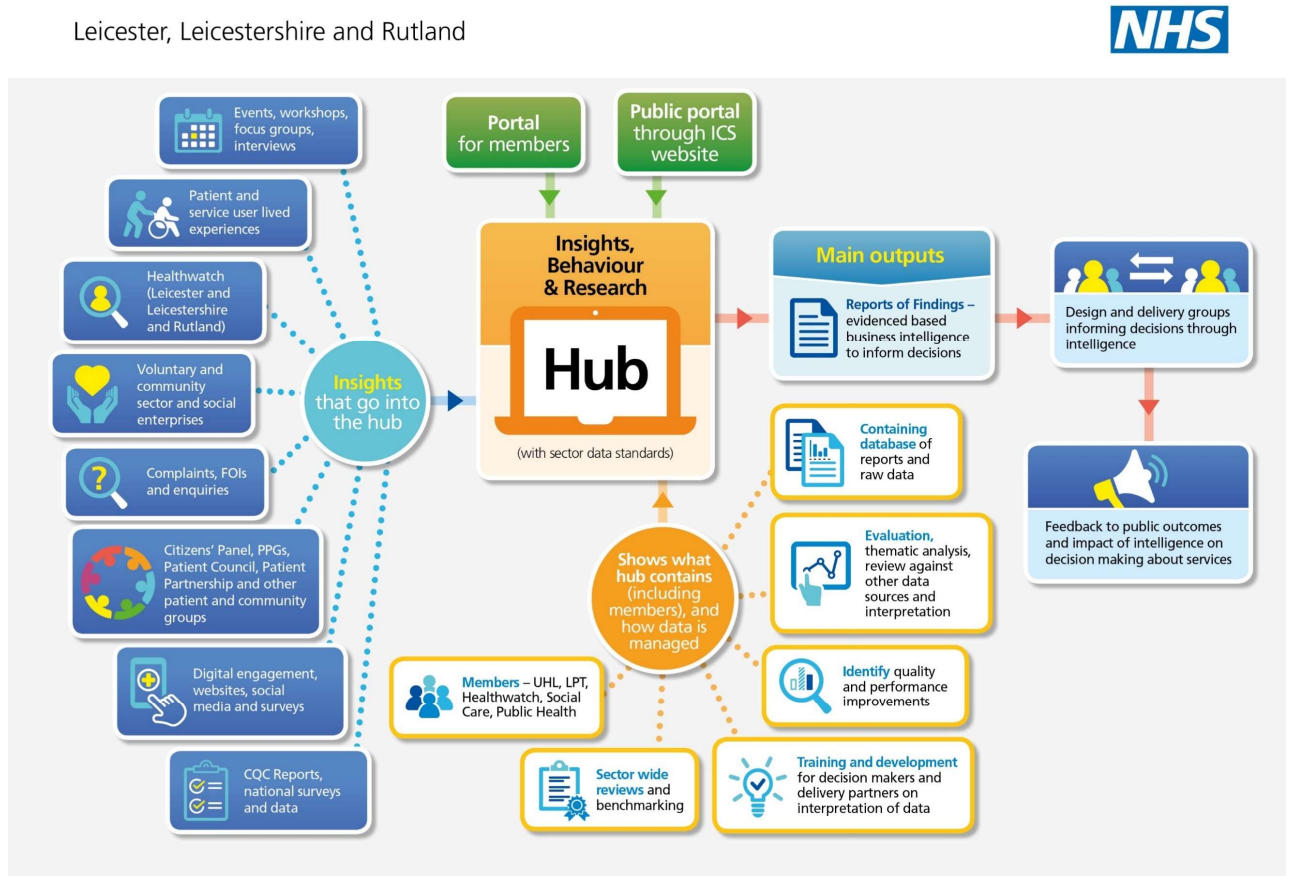 Leicester, Leicestershire and Rutland
NHS
Events, workshops,
focus groups,
interviews
Patient and
service user lived
experiences
Healthwatch
(Leicester and
Leicestershire
and Rutland)
Voluntary and
community
sector and social
enterprises
?
Complaints, FOIs
and enquiries
Citizens' Panel, PPGs,
Patient Council, Patient
Partnership and other
patient and community
groups
Digital engagement,
websites, social
media and surveys
CQC Reports,
national surveys
and data
Insights
that go into
the hub
Portal
for members
Public portal
through ICS
website
Insights,
Behaviour
& Research
Hub
(with sector data standards)
Main outputs
Reports of Findings –
evidenced based
business intelligence
to inform decisions
Design and delivery groups
informing decisions through
intelligence
Feedback to public outcomes
and impact of intelligence on
decision making about services
Shows what
hub contains
(including
members), and
how data is
managed
Containing
database of
reports and
raw data
Evaluation,
thematic analysis,
review against
other data
sources and
interpretation
Identify quality
and performance
improvements
Training and development
for decision makers and
delivery partners on
interpretation of data
Sector wide
reviews and
benchmarking
Members – UHL, LPT,
Healthwatch, Social
Care, Public Health